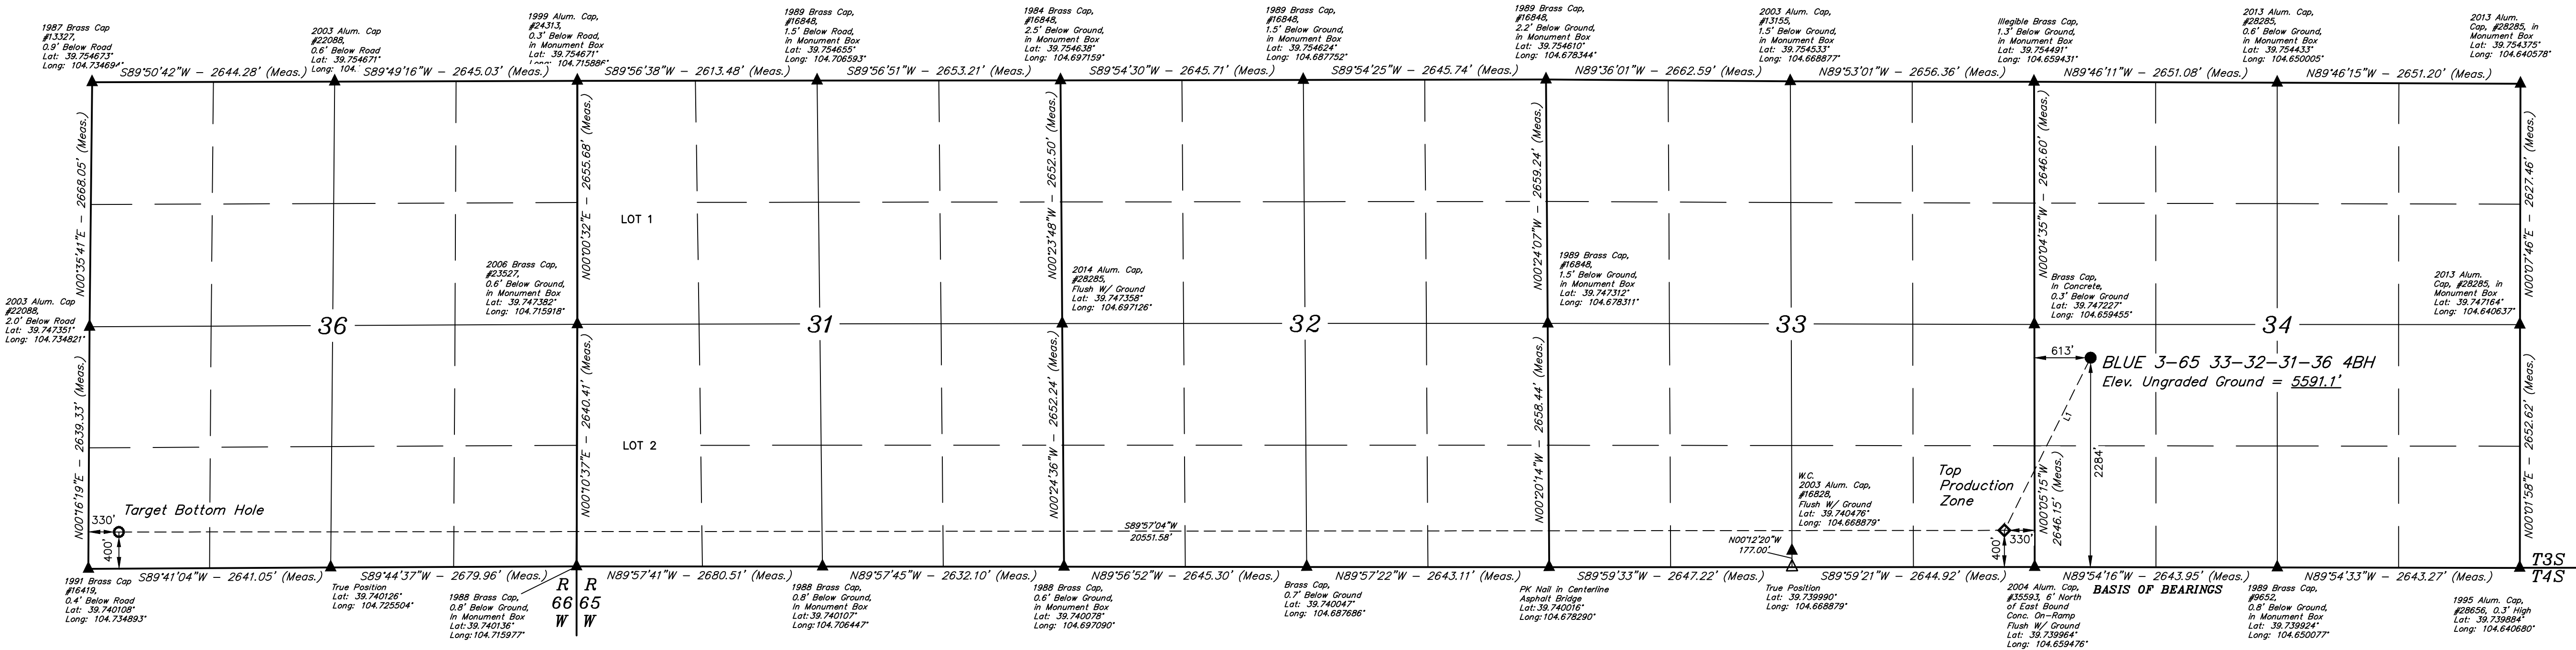 1987 Brass Cap
#13327,
0.9' Below Road
Lat: 39.754673°
Long: 104.734694°
2003 Alum. Cap
#22088,
0.6' Below Road
Lat: 39.754671°
Long: 104.
1999 Alum. Cap,
#24313,
0.3' Below Road,
in Monument Box
Lat: 39.754671°
Long: 104.715886°
1989 Brass Cap,
#16848,
1.5' Below Road,
in Monument Box
Lat: 39.754655°
Long: 104.706593°
1984 Brass Cap,
#16848,
2.5' Below Ground,
in Monument Box
Lat: 39.754638°
Long: 104.697159°
1989 Brass Cap,
#16848,
1.5' Below Ground,
in Monument Box
Lat: 39.754624°
Long: 104.687752°
1989 Brass Cap,
#16848,
2.2' Below Ground,
in Monument Box
Lat: 39.754610°
Long: 104.678344°
2003 Alum. Cap,
#13155,
1.5' Below Ground,
in Monument Box
Lat: 39.754533°
Long: 104.668877°
Illegible Brass Cap,
1.3' Below Ground,
in Monument Box
Lat: 39.754491°
Long: 104.659431°
2013 Alum. Cap,
#28285,
0.6' Below Ground,
in Monument Box
Lat: 39.754433°
Long: 104.650005°
2013 Alum.
Cap, #28285, in
Monument Box
Lat: 39.754375°
Long: 104.640578°
S89°50'42"W - 2644.28' (Meas.)
S89°49'16"W - 2645.03' (Meas.)
S89°56'38"W - 2613.48' (Meas.)
S89°56'51"W - 2653.21' (Meas.)
S89°54'30"W - 2645.71' (Meas.)
S89°54'25"W - 2645.74' (Meas.)
N89°36'01"W - 2662.59' (Meas.)
N89°53'01"W - 2656.36' (Meas.)
N89°46'11"W - 2651.08' (Meas.)
N89°46'15"W - 2651.20' (Meas.)
N00°35'41"E - 2668.05' (Meas.)
N00°00'32"E - 2655.68' (Meas.)
N00°23'48"W - 2652.50' (Meas.)
N00°24'07"W - 2659.24' (Meas.)
N00°04'35"W - 2646.60' (Meas.)
N00°07'46"E - 2627.46' (Meas.)
LOT 1
2003 Alum. Cap
#22088,
2.0' Below Road
Lat: 39.747351°
Long: 104.734821°
2006 Brass Cap,
#23527,
0.6' Below Ground,
in Monument Box
Lat: 39.747382°
Long: 104.715918°
2014 Alum. Cap,
#28285,
Flush W/ Ground
Lat: 39.747358°
Long: 104.697126°
1989 Brass Cap,
#16848,
1.5' Below Ground,
in Monument Box
Lat: 39.747312°
Long: 104.678311°
Brass Cap,
In Concrete,
0.3' Below Ground
Lat: 39.747227°
Long: 104.659455°
2013 Alum.
Cap, #28285, in
Monument Box
Lat: 39.747164°
Long: 104.640637°
36
31
32
33
34
613'
BLUE 3-65 33-32-31-36 4BH
Elev. Ungraded Ground = 5591.1'
L1
2284'
N00°16'19"E - 2639.33' (Meas.)
N00°10'37"E - 2640.41' (Meas.)
N00°24'36"W - 2652.24' (Meas.)
N00°20'14"W - 2658.44' (Meas.)
N00°05'15"W
2646.15' (Meas.)
N00°01'58"E - 2652.62' (Meas.)
LOT 2
Top
Production
Zone
W.C.
2003 Alum. Cap,
#16828,
Flush W/ Ground
Lat: 39.740476°
Long: 104.668879°
Target Bottom Hole
330'
400'
S89°57'04"W
20551.58'
N00°12'20"W
177.00'
400'
330'
T3S
T4S
S89°41'04"W - 2641.05' (Meas.)
S89°44'37"W - 2679.96' (Meas.)
N89°57'41"W - 2680.51' (Meas.)
N89°57'45"W - 2632.10' (Meas.)
N89°56'52"W - 2645.30' (Meas.)
N89°57'22"W - 2643.11' (Meas.)
S89°59'33"W - 2647.22' (Meas.)
S89°59'21"W - 2644.92' (Meas.)
N89°54'16"W - 2643.95' (Meas.)
BASIS OF BEARINGS
N89°54'33"W - 2643.27' (Meas.)
1991 Brass Cap
#16419,
0.4' Below Road
Lat: 39.740108°
Long: 104.734893°
True Position
Lat: 39.740126°
Long: 104.725504°
1988 Brass Cap,
0.8' Below Ground,
In Monument Box
Lat: 39.740136°
Long: 104.715977°
R R
66 65
W W
1988 Brass Cap,
0.8' Below Ground,
In Monument Box
Lat: 39.740107
Long: 104.706447°
1988 Brass Cap,
0.6' Below Ground,
in Monument Box
Lat: 39.740078°
Long: 104.697090°
Brass Cap,
0.7' Below Ground
Lat: 39.740047°
Long: 104.687686°
PK Nail in Centerline
Asphalt Bridge
Lat: 39.740016°
Long: 104.678290°
True Position
Lat: 39.739990°
Long: 104.668879°
2004 Alum. Cap,
#35593, 6' North
of East Bound
Conc. On-Ramp
Flush W/ Ground
Lat: 39.739964°
Long: 104.659476°
1989 Brass Cap,
#9652,
0.8' Below Ground,
in Monument Box
Lat: 39.739924°
Long: 104.650077°
1995 Alum. Cap,
#28656, 0.3' High
Lat: 39.739884°
Long: 104.640680°